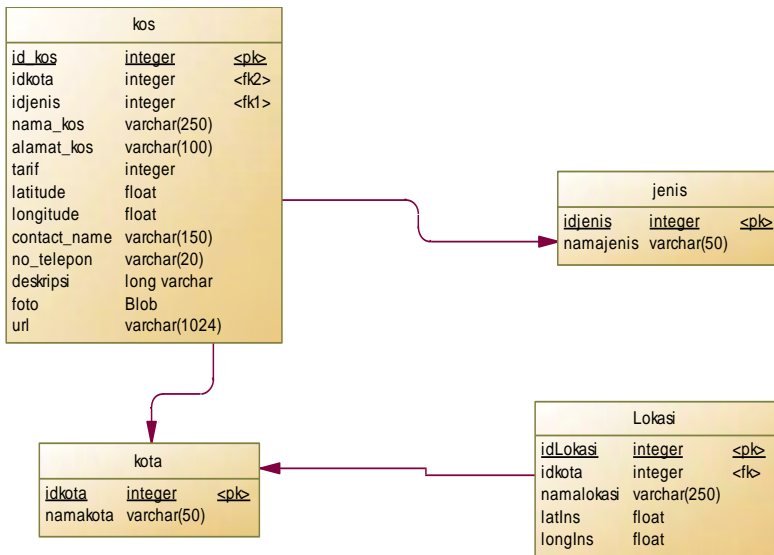 kos
id_kos integer <pk>
idkota integer <fk2>
idjenis integer <fk1>
nama_kos varchar(250)
alamat_kos varchar(100)
tarif integer
latitude float
longitude float
contact_name varchar(150)
no_telepon varchar(20)
deskripsi long varchar
foto Blob
url varchar(1024)
jenis
idjenis integer <pk>
namajenis varchar(50)
kota
idkota integer <pk>
namakota varchar(50)
Lokasi
idLokasi integer <pk>
idkota integer <fk>
namalokasi varchar(250)
latIns float
longIns float